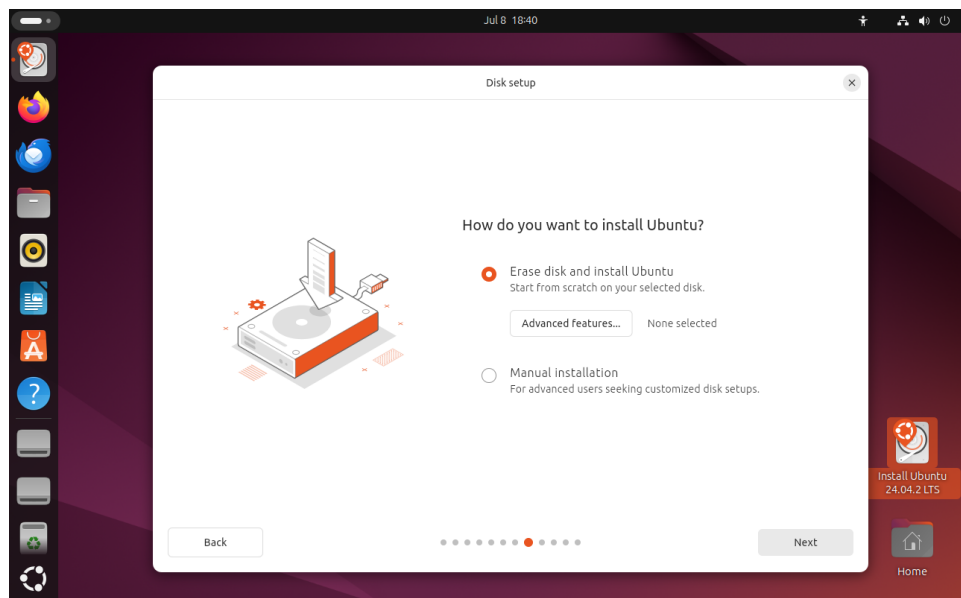 Jul 8 18:40
Disk setup
How do you want to install Ubuntu?
Erase disk and install Ubuntu
Start from scratch on your selected disk.
Advanced features... None selected
Manual installation
For advanced users seeking customized disk setups.
Back
Next
Install Ubuntu
24.04.2 LTS
Home